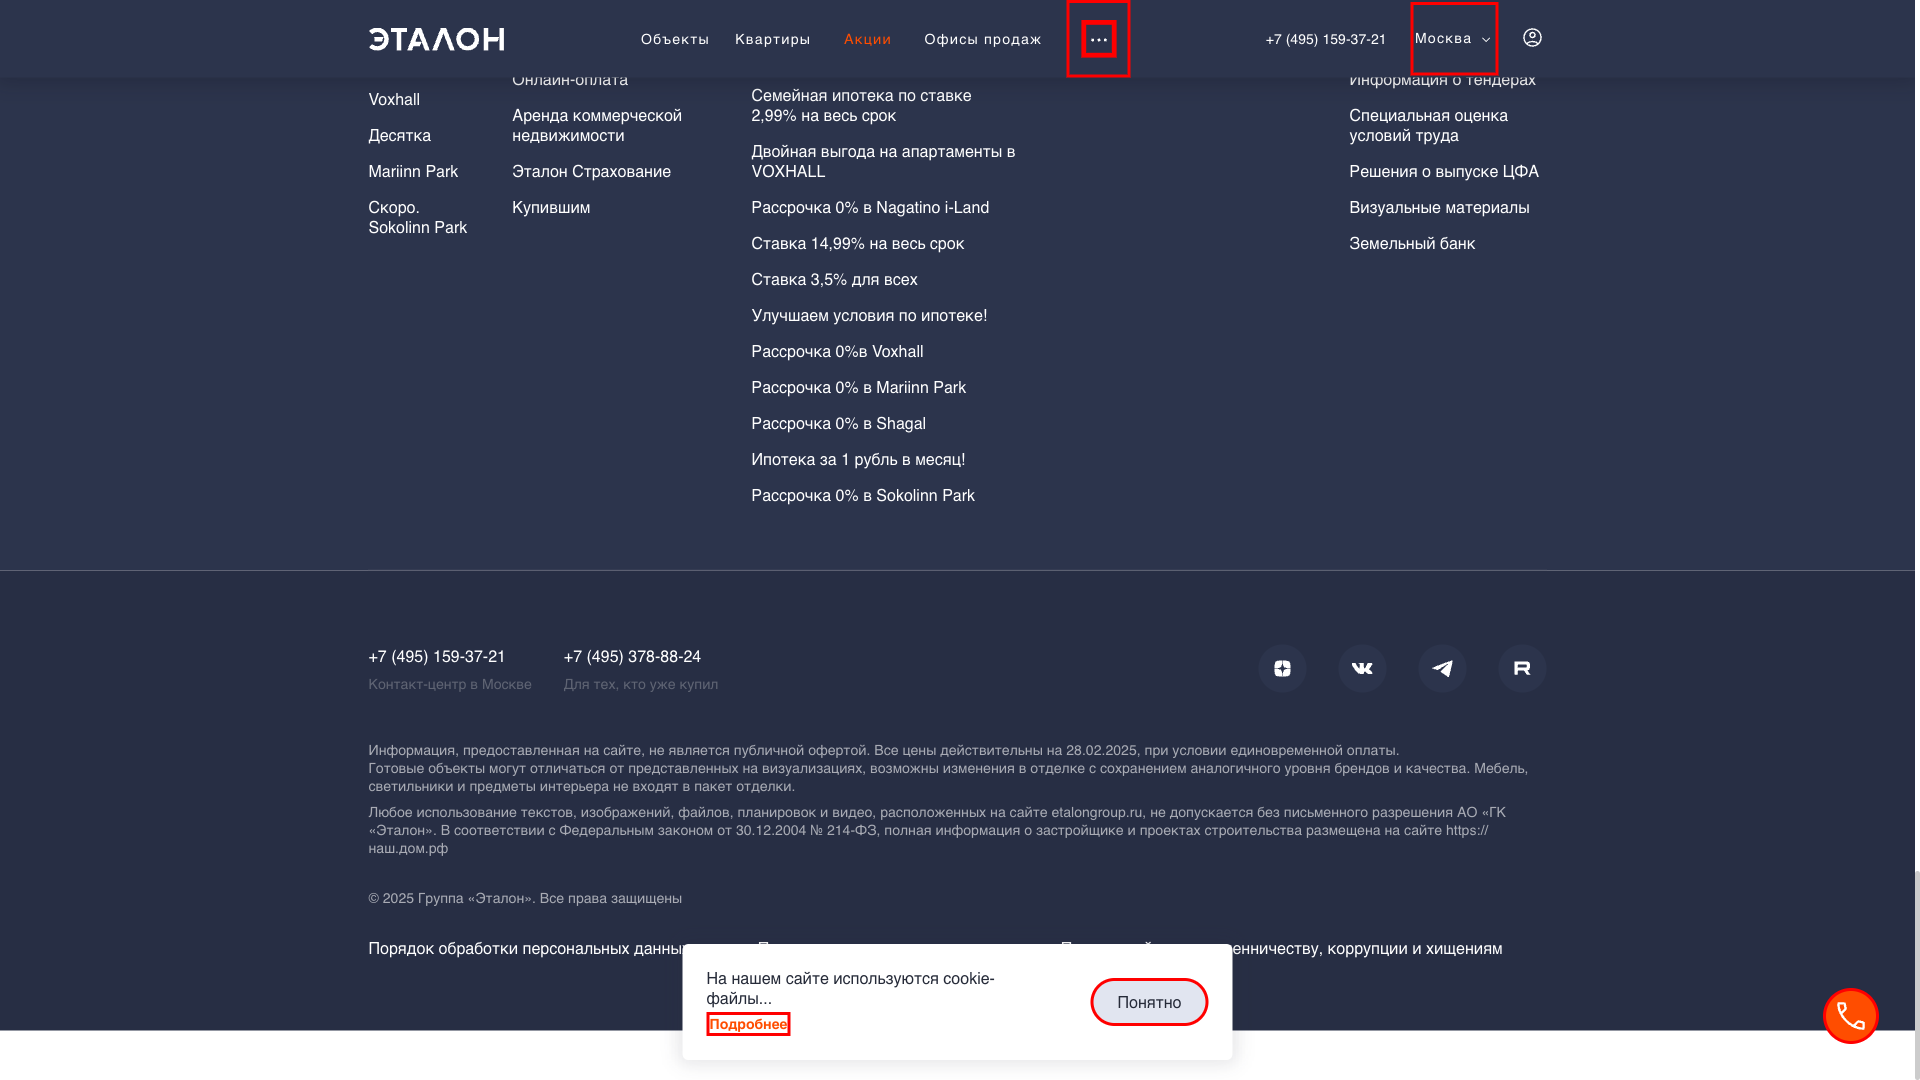 ЭТАЛОН
Объекты
Квартиры
Акции
Офисы продаж
+7 (495) 159-37-21
Москва
Онлайн-оплата
Информация о тендерах
Voxhall
Десятка
Mariinn Park
Скоро.
Sokolinn Park
Аренда коммерческой
недвижимости
Эталон Страхование
Купившим
Семейная ипотека по ставке
2,99% на весь срок
Двойная выгода на апартаменты в
VOXHALL
Рассрочка 0% в Nagatino i-Land
Ставка 14,99% на весь срок
Ставка 3,5% для всех
Улучшаем условия по ипотеке!
Рассрочка 0%в Voxhall
Рассрочка 0% в Mariinn Park
Рассрочка 0% в Shagal
Ипотека за 1 рубль в месяц!
Рассрочка 0% в Sokolinn Park
Специальная оценка
условий труда
Решения о выпуске ЦФА
Визуальные материалы
Земельный банк
+7 (495) 159-37-21
Контакт-центр в Москве
+7 (495) 378-88-24
Для тех, кто уже купил
Информация, предоставленная на сайте, не является публичной офертой. Все цены действительны на 28.02.2025, при условии единовременной оплаты.
Готовые объекты могут отличаться от представленных на визуализациях, возможны изменения в отделке с сохранением аналогичного уровня брендов и качества. Мебель,
светильники и предметы интерьера не входят в пакет отделки.
Любое использование текстов, изображений, файлов, планировок и видео, расположенных на сайте etalongroup.ru, не допускается без письменного разрешения АО «ГК
«Эталон». В соответствии с Федеральным законом от 30.12.2004 № 214-ФЗ, полная информация о застройщике и проектах строительства размещена на сайте https://
наш.дом.рф
© 2025 Группа «Эталон». Все права защищены
Порядок обработки персональных
коррупции и хищениям
На нашем сайте используются cookie-
файлы...
Подробнее
Понятно